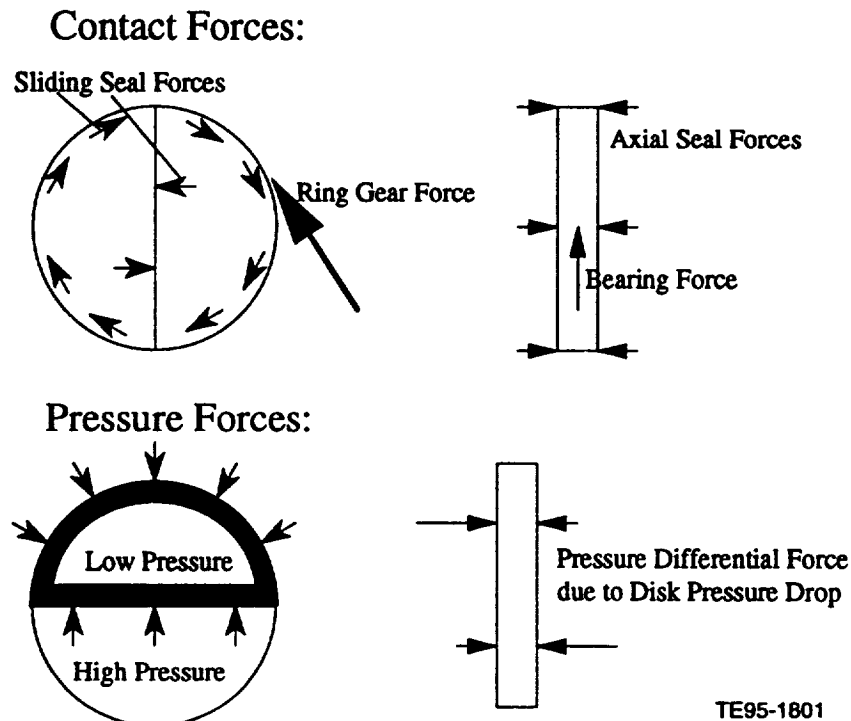 Contact Forces:
Sliding Seal Forces
Ring Gear Force
Axial Seal Forces
Bearing Force
Pressure Forces:
Low Pressure
High Pressure
Pressure Differential Force
due to Disk Pressure Drop
TE95-1801